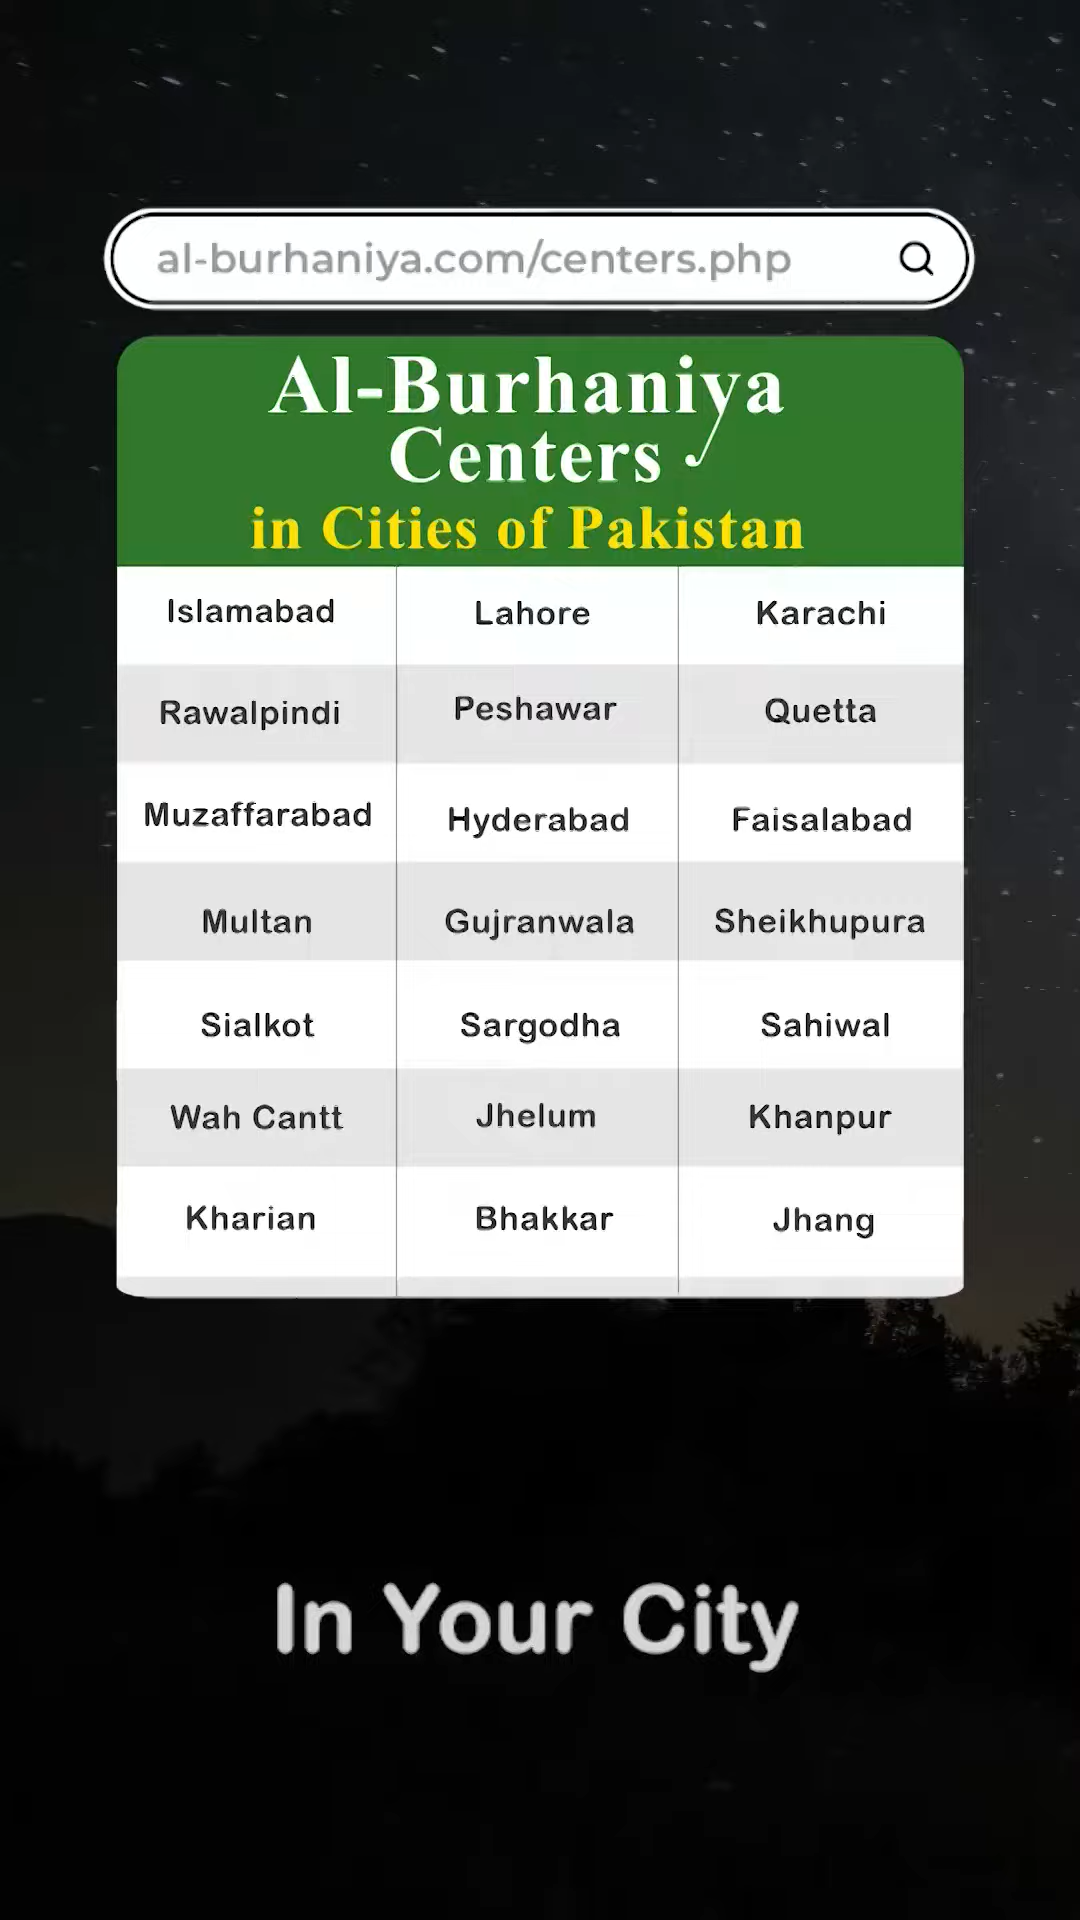 al-burhaniya.com/centers.php
Al-Burhaniya
Centers
in Cities of Pakistan
Islamabad Lahore Karachi
Rawalpindi Peshawar Quetta
Muzaffarabad Hyderabad Faisalabad
Multan Gujranwala Sheikhupura
Sialkot Sargodha Sahiwal
Wah Cantt Jhelum Khanpur
Kharian Bhakkar Jhang
In Your City